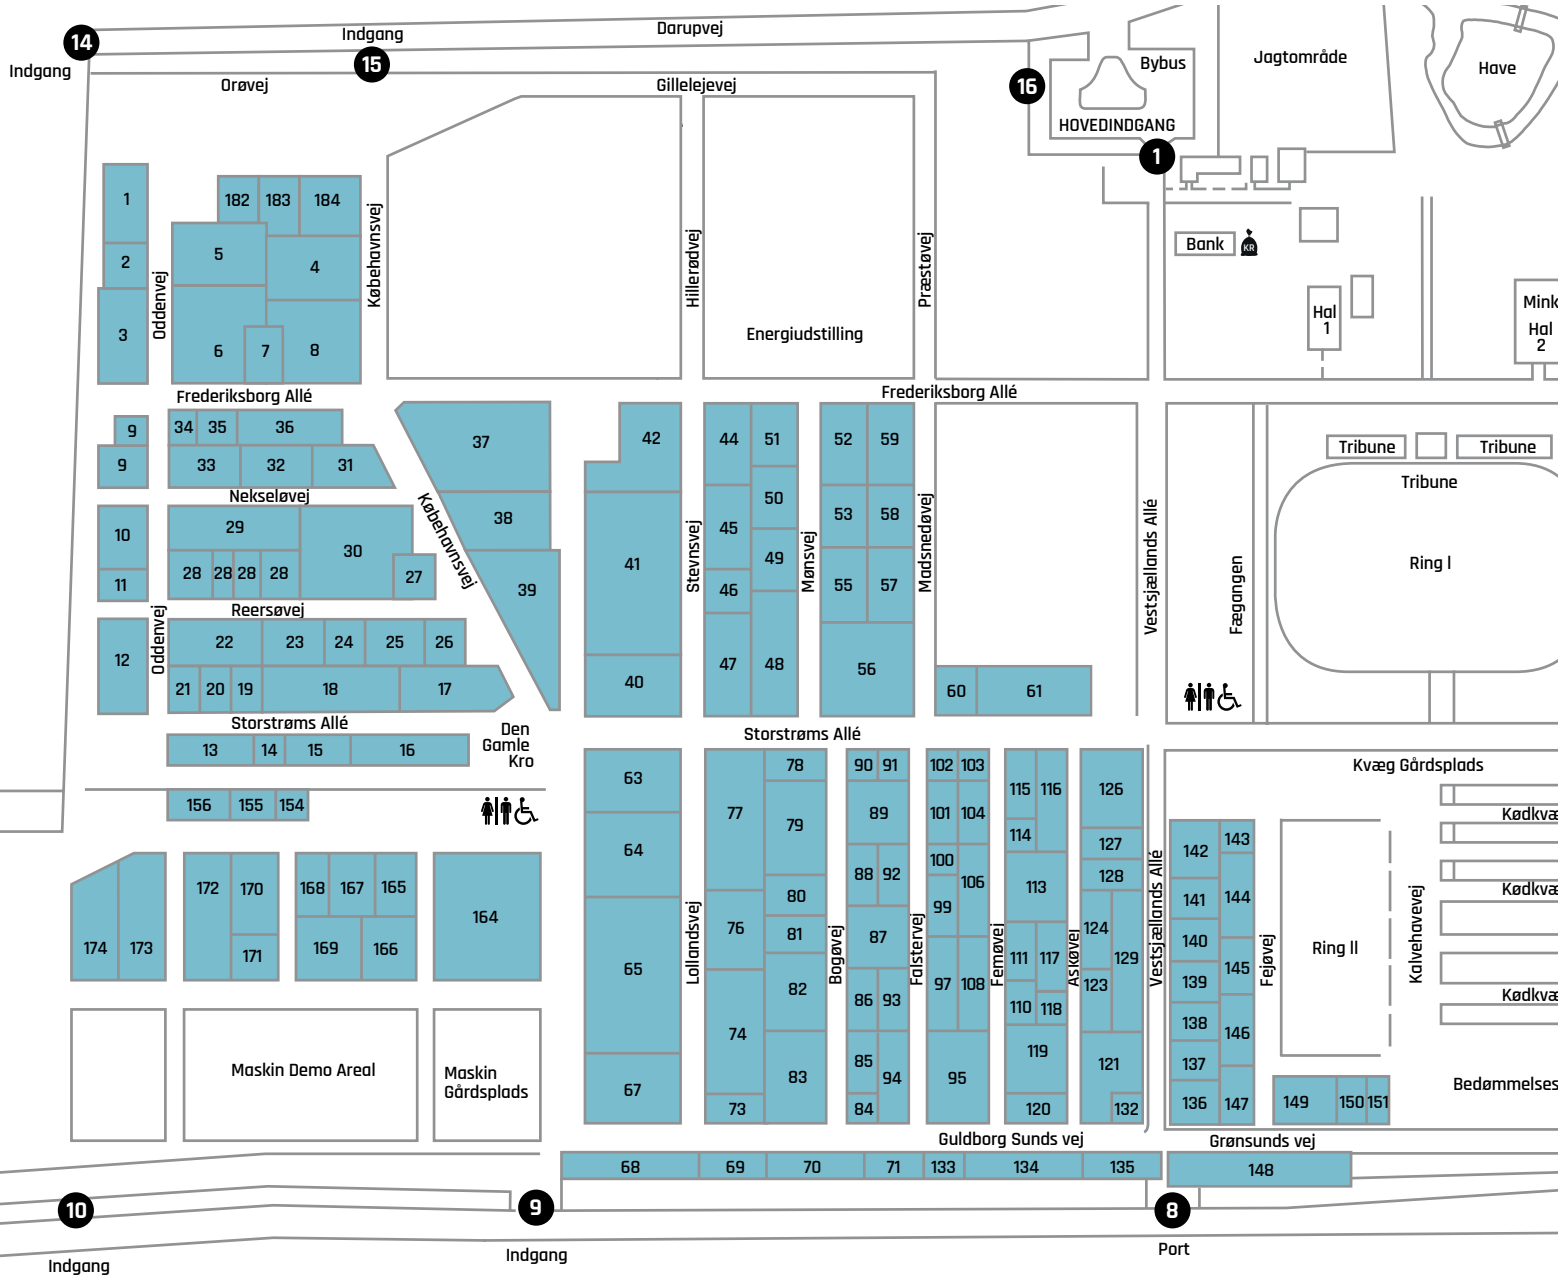 14
Indgang
Indgang
15
Darupvej
Orøvej
Gillelejevej
16
Bybus
HOVEDINDGANG
1
Jagtområde
Have
1
2
3
Oddenvej
182
183
184
5
4
6
7
8
Københavnsvej
Hillerødvej
Energiudstilling
Præstøvej
Bank
KR
Hal
1
Mink
Hal
2
Frederiksborg Allé
Frederiksborg Allé
9
9
34
35
36
33
32
31
Nekseløvej
10
11
29
28
28
28
28
30
27
Københavnsvej
37
38
39
Reersøvej
12
Oddenvej
22
23
24
25
26
21
20
19
18
17
Storstrøms Allé
13
14
15
16
Den
Gamle
Kro
42
41
40
Stevnsvej
44
51
45
50
49
46
47
48
Mønsvej
52
59
53
58
55
57
56
Madsnedøvej
60
61
Vestsjællands Allé
Fægangen
Tribune
Tribune
Tribune
Ring l
Storstrøms Allé
156
155
154
174
173
172
170
171
168
167
165
169
166
164
Maskin Demo Areal
Maskin
Gårdsplads
63
64
65
67
Lollandsvej
77
76
74
73
78
79
80
81
82
83
Bogøvej
90
91
89
88
92
87
86
93
85
94
84
Falstervej
102
103
101
104
100
106
99
97
108
95
Femøvej
115
116
114
113
111
117
110
118
119
120
Askøvej
126
127
128
124
129
123
121
132
Vestsjællands Allé
Kvæg Gårdsplads
142
143
141
144
140
139
145
138
146
137
136
147
Fejøvej
Ring ll
Kalvehavevej
Kødkvæ
Kødkvæ
Kødkvæ
149
150
151
Bedømmelses
Guldborg Sunds vej
Grønsunds vej
68
69
70
71
133
134
135
148
10
Indgang
9
Indgang
8
Port